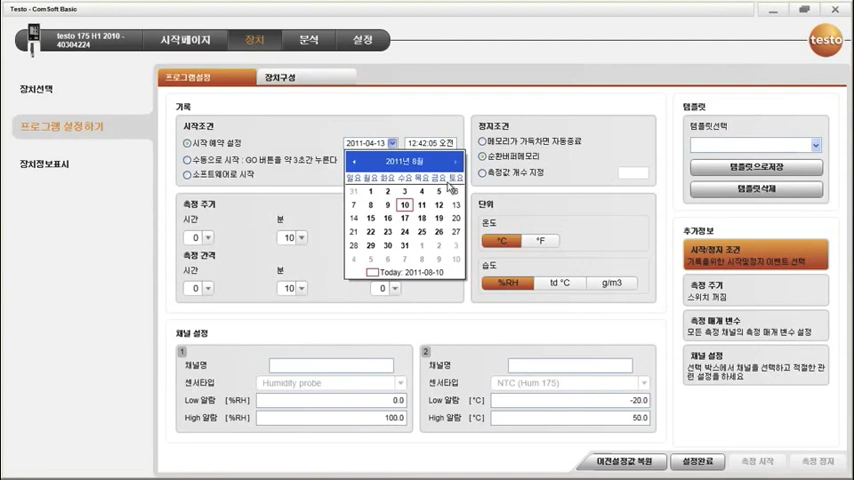 Testo - ComSoft Basic
testo 175 H1 2010 -
40304224
시작페이지
장치
분석
설정
testo
장치선택
프로그램 설정하기
장치정보표시
프로그램설정
장치구성
기록
시작조건
시작 예약 설정
2011-04-13
12:42:05 오전
수동으로 시작 : GO 버튼을 약 3초간 누른다
소프트웨어로 시작
2011년 8월
일요 월요 화요 수요 목요 금요 토요
31 1 2 3 4 5 6
7 8 9 10 11 12 13
14 15 16 17 18 19 20
21 22 23 24 25 26 27
28 29 30 31 1 2 3
4 5 6 7 8 9 10
Today: 2011-08-10
측정 주기
시간 분
0 10
측정 간격
시간 분
0 10 0
정지조건
메모리가 가득차면 자동종료
순환버퍼메모리
측정값 개수 지정
단위
온도
°C °F
습도
%RH td °C g/m3
채널 설정
1
채널명
센서타입 Humidity probe
Low 알람 [%RH] 0.0
High 알람 [%RH] 100.0
2
채널명
센서타입 NTC (Hum 175)
Low 알람 [°C] -20.0
High 알람 [°C] 50.0
템플릿
템플릿선택
템플릿으로저장
템플릿삭제
추가정보
시작/정지 조건
기록을위한 시작및정지 이벤트 선택
측정 주기
스위치 꺼짐
측정 매개 변수
모든 측정 채널의 측정 매개 변수 설정
채널 설정
선택 박스에서 채널을 선택하고 적절한 관
련 설정을 하세요
이전설정값 복원
설정완료
측정 시작
측정 정지